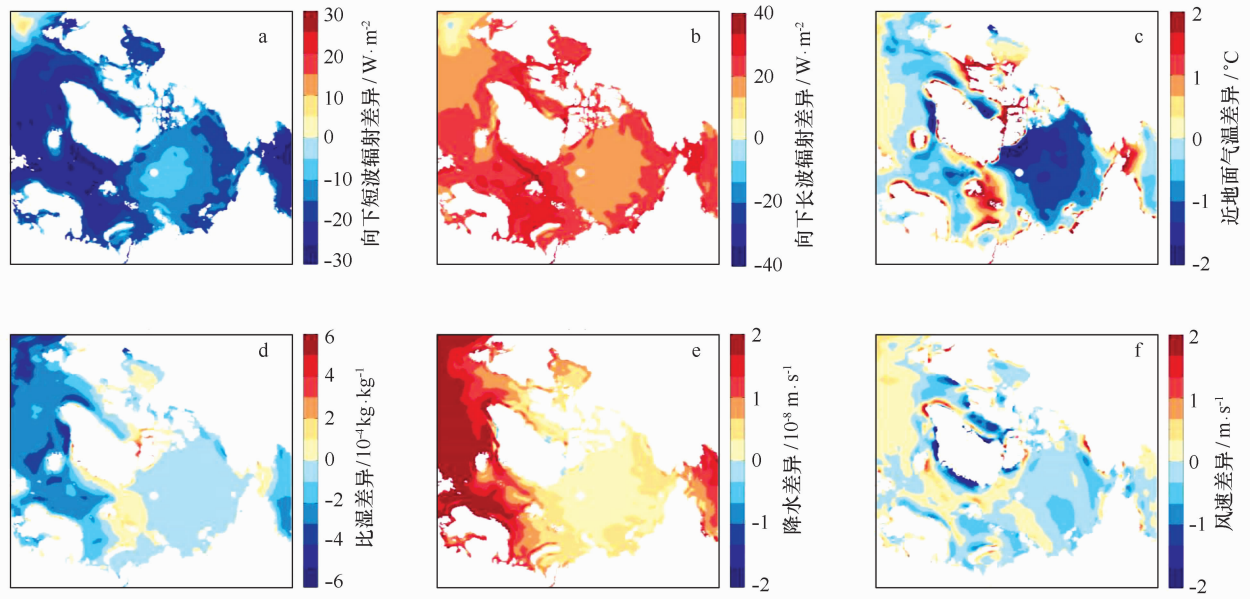 a
30
20
10
0
-10
-20
-30
向下短波辐射差异/W·m⁻²
b
40
20
0
-20
-40
向下长波辐射差异/W·m⁻²
c
2
1
0
-1
-2
近地面气温差异/°C
d
6
4
2
0
-2
-4
-6
比湿差异/10⁻⁴kg·kg⁻¹
e
2
1
0
-1
-2
降水差异/10⁻⁸m·s⁻¹
f
2
1
0
-1
-2
风速差异/m·s⁻¹